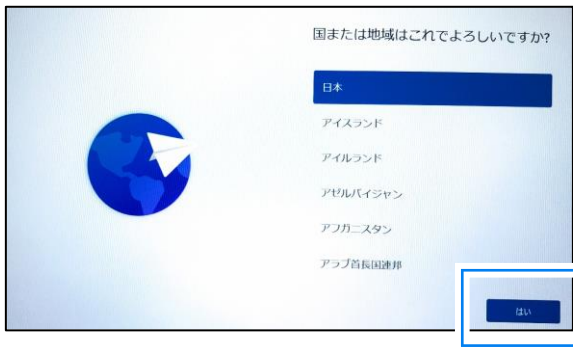 国または地域はこれでよろしいですか?
日本
アイスランド
アイルランド
アゼルバイジャン
アフガニスタン
アラブ首長国連邦
はい